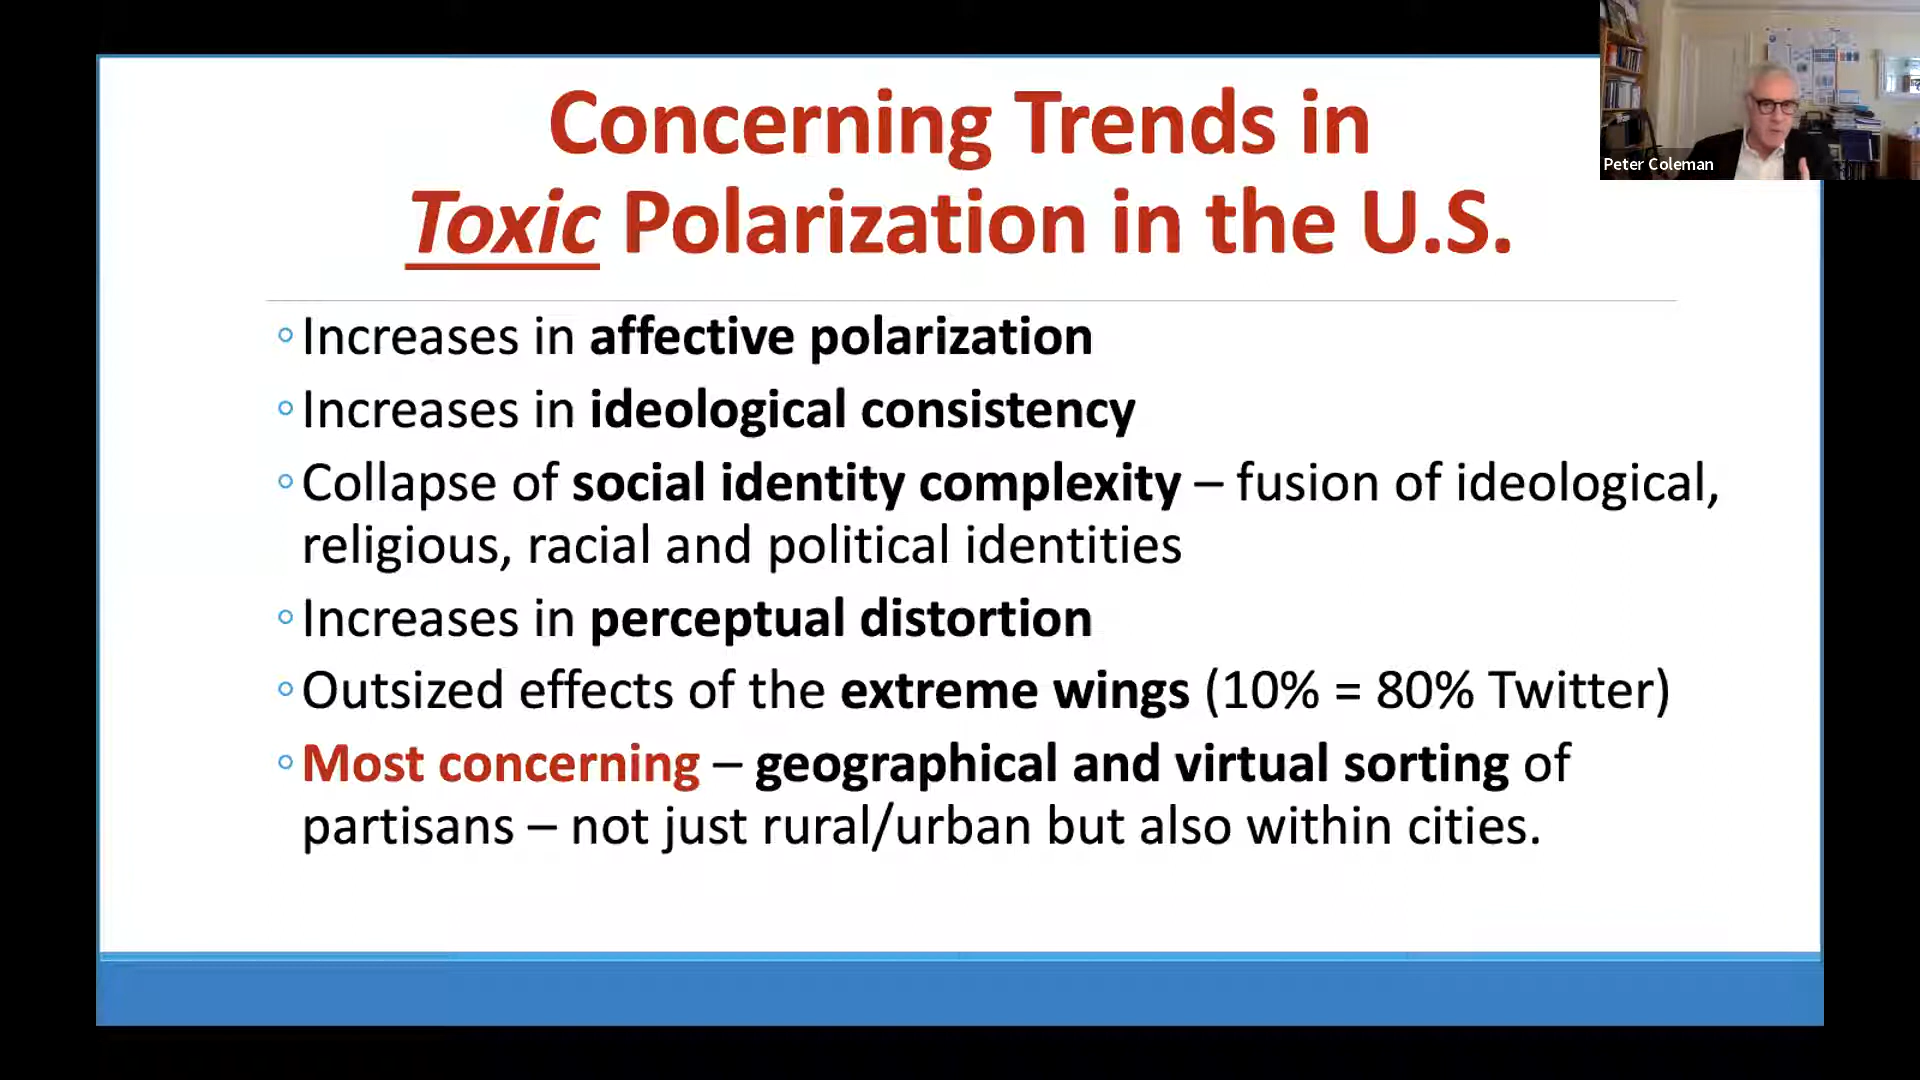 Concerning Trends in
Toxic Polarization in the U.S.
Peter Coleman
◦Increases in affective polarization
◦Increases in ideological consistency
◦Collapse of social identity complexity – fusion of ideological,
religious, racial and political identities
◦Increases in perceptual distortion
◦Outsized effects of the extreme wings (10% = 80% Twitter)
◦Most concerning – geographical and virtual sorting of
partisans – not just rural/urban but also within cities.